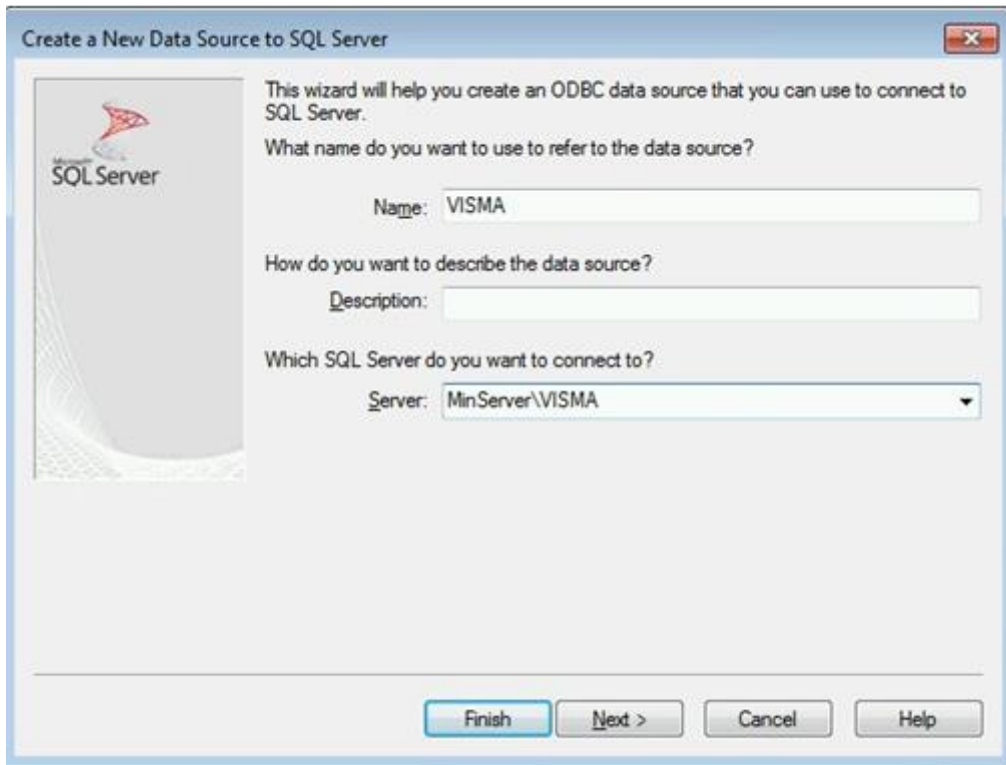 Create a New Data Source to SQL Server
Microsoft
SQL Server
This wizard will help you create an ODBC data source that you can use to connect to
SQL Server.
What name do you want to use to refer to the data source?
Name: VISMA
How do you want to describe the data source?
Description:
Which SQL Server do you want to connect to?
Server: MinServer\VISMA
Finish Next > Cancel Help